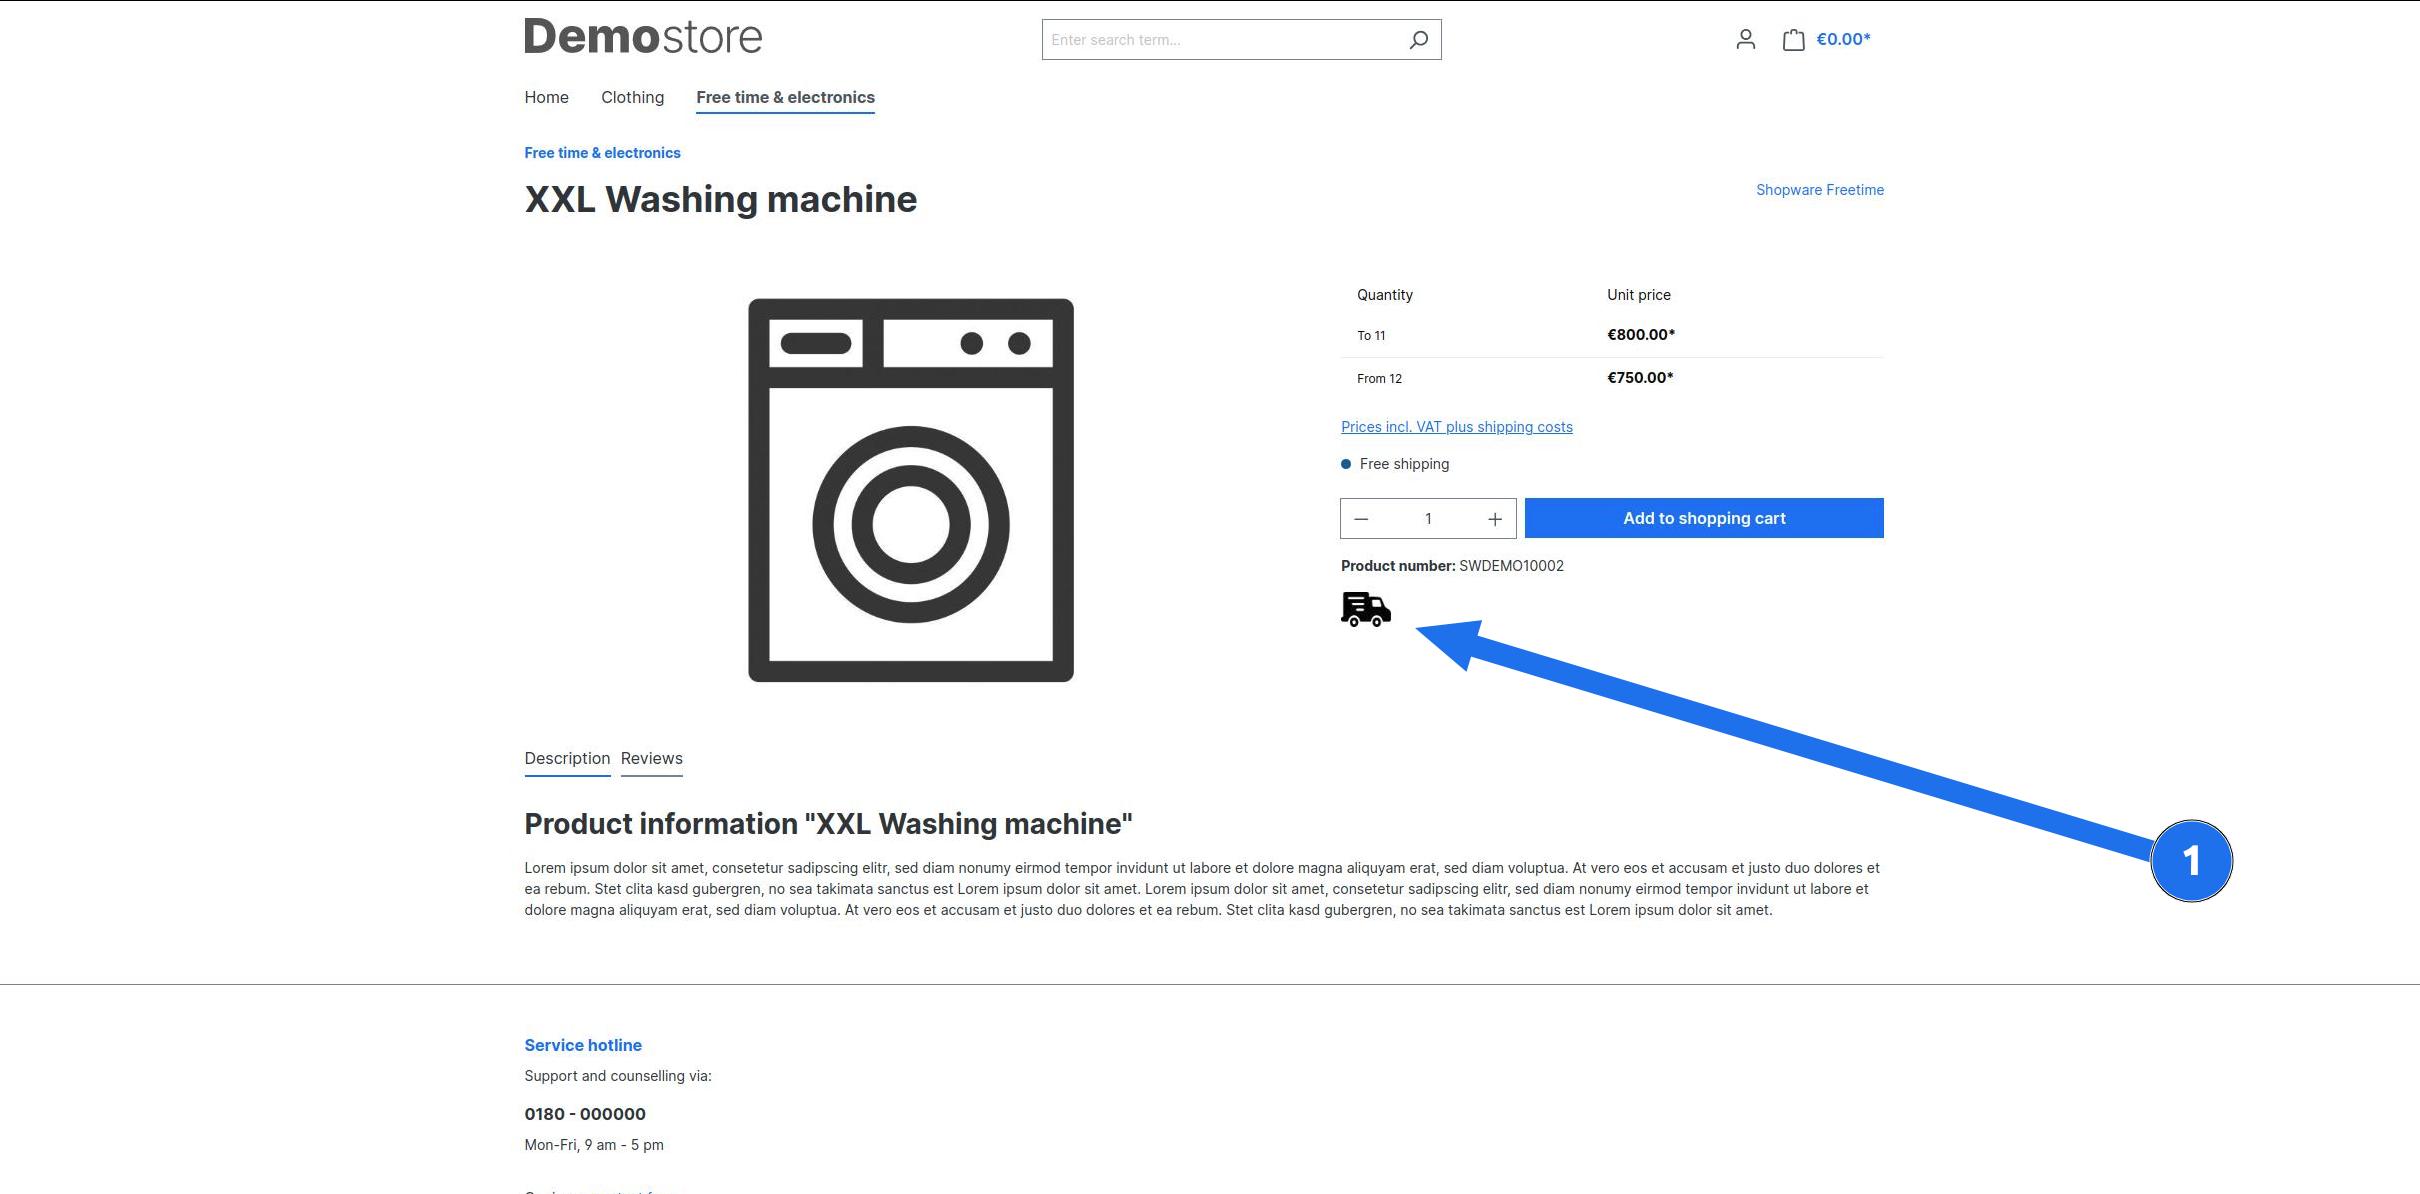 Demostore
Enter search term...
€0.00*
Home Clothing Free time & electronics
Free time & electronics
XXL Washing machine
Shopware Freetime
Quantity Unit price
To 11 €800.00*
From 12 €750.00*
Prices incl. VAT plus shipping costs
Free shipping
1 Add to shopping cart
Product number: SWDEMO10002
1
Description Reviews
Product information "XXL Washing machine"
Lorem ipsum dolor sit amet, consetetur sadipscing elitr, sed diam nonumy eirmod tempor invidunt ut labore et dolore magna aliquyam erat, sed diam voluptua. At vero eos et accusam et justo duo dolores et
ea rebum. Stet clita kasd gubergren, no sea takimata sanctus est Lorem ipsum dolor sit amet. Lorem ipsum dolor sit amet, consetetur sadipscing elitr, sed diam nonumy eirmod tempor invidunt ut labore et
dolore magna aliquyam erat, sed diam voluptua. At vero eos et accusam et justo duo dolores et ea rebum. Stet clita kasd gubergren, no sea takimata sanctus est Lorem ipsum dolor sit amet.
Service hotline
Support and counselling via:
0180 - 000000
Mon-Fri, 9 am - 5 pm